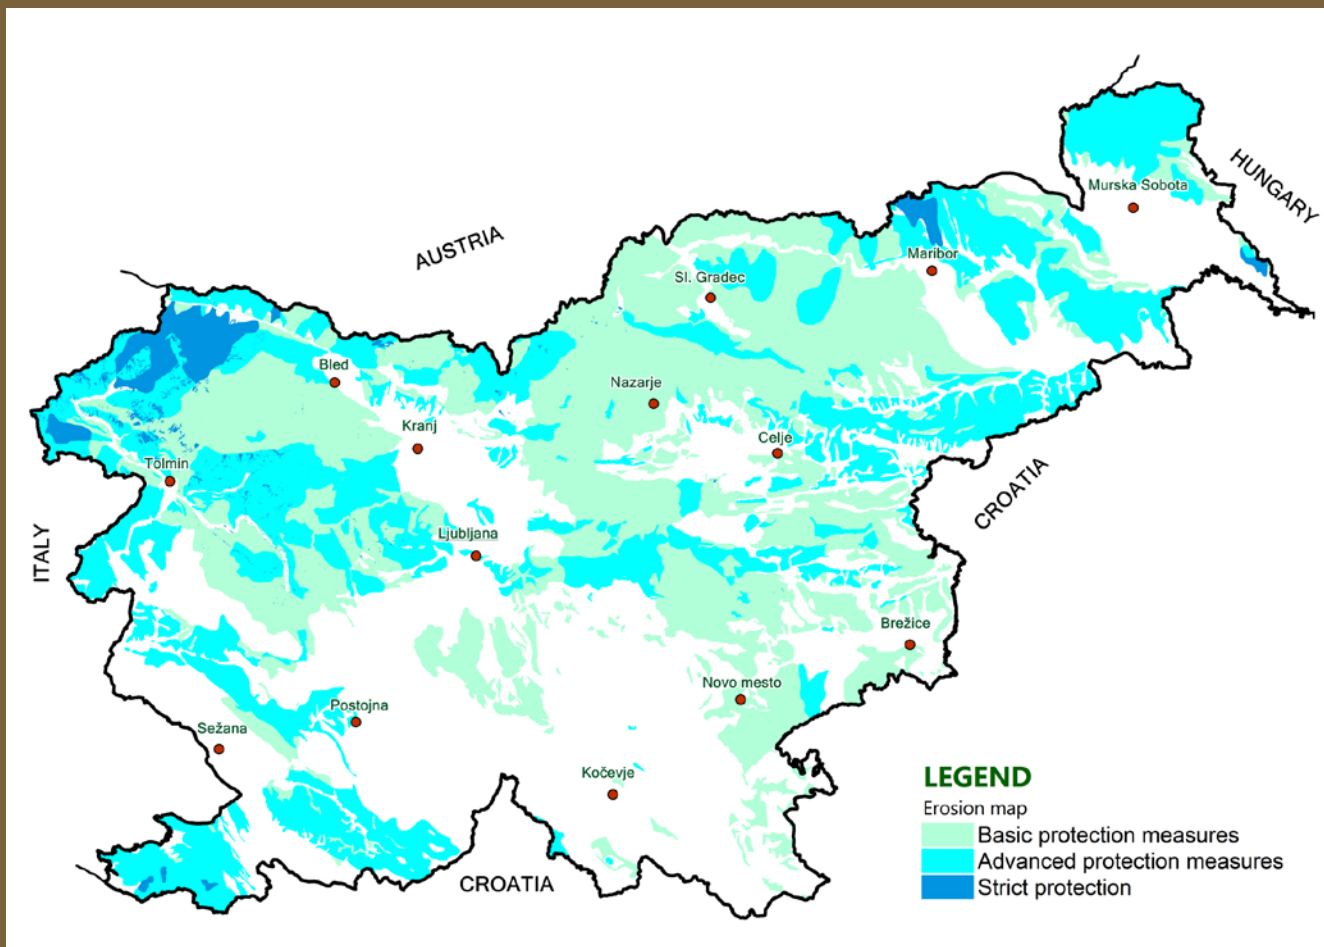 HUNGARY
Murska Sobota
AUSTRIA
Maribor
Sl. Gradec
Bled
Nazarje
Kranj
Celje
Tolmin
CROATIA
ITALY
Ljubljana
Brežice
Novo mesto
Postojna
Sežana
Kočevje
CROATIA
LEGEND
Erosion map
Basic protection measures
Advanced protection measures
Strict protection